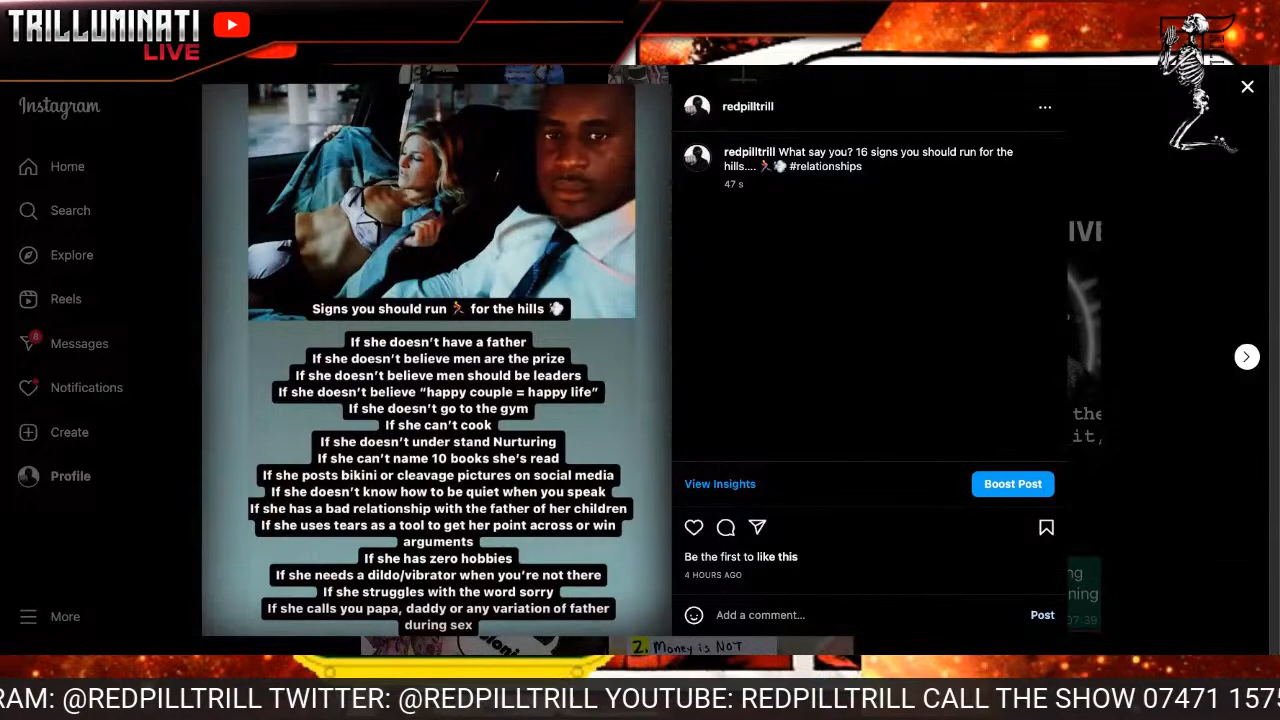 TRILLUMINATI
LIVE
Instagram
Home
Search
Explore
Reels
8
Messages
Notifications
Create
Profile
More
Signs you should run 🏃 for the hills 💨
If she doesn't have a father
If she doesn't believe men are the prize
If she doesn't believe men should be leaders
If she doesn't believe "happy couple = happy life"
If she doesn't go to the gym
If she can't cook
If she doesn't under stand Nurturing
If she can't name 10 books she's read
If she posts bikini or cleavage pictures on social media
If she doesn't know how to be quiet when you speak
If she has a bad relationship with the father of her children
If she uses tears as a tool to get her point across or win
arguments
If she has zero hobbies
If she needs a dildo/vibrator when you're not there
If she struggles with the word sorry
If she calls you papa, daddy or any variation of father
during sex
redpilltrill
redpilltrill What say you? 16 signs you should run for the
hills.... 🏃💨 #relationships
47 s
View Insights
Boost Post
Be the first to like this
4 HOURS AGO
Add a comment...
Post
IVE
the
it,
ng
ning
07:39
2. Money is NOT
RAM: @REDPILLTRILL TWITTER: @REDPILLTRILL YOUTUBE: REDPILLTRILL CALL THE SHOW 07471 1575